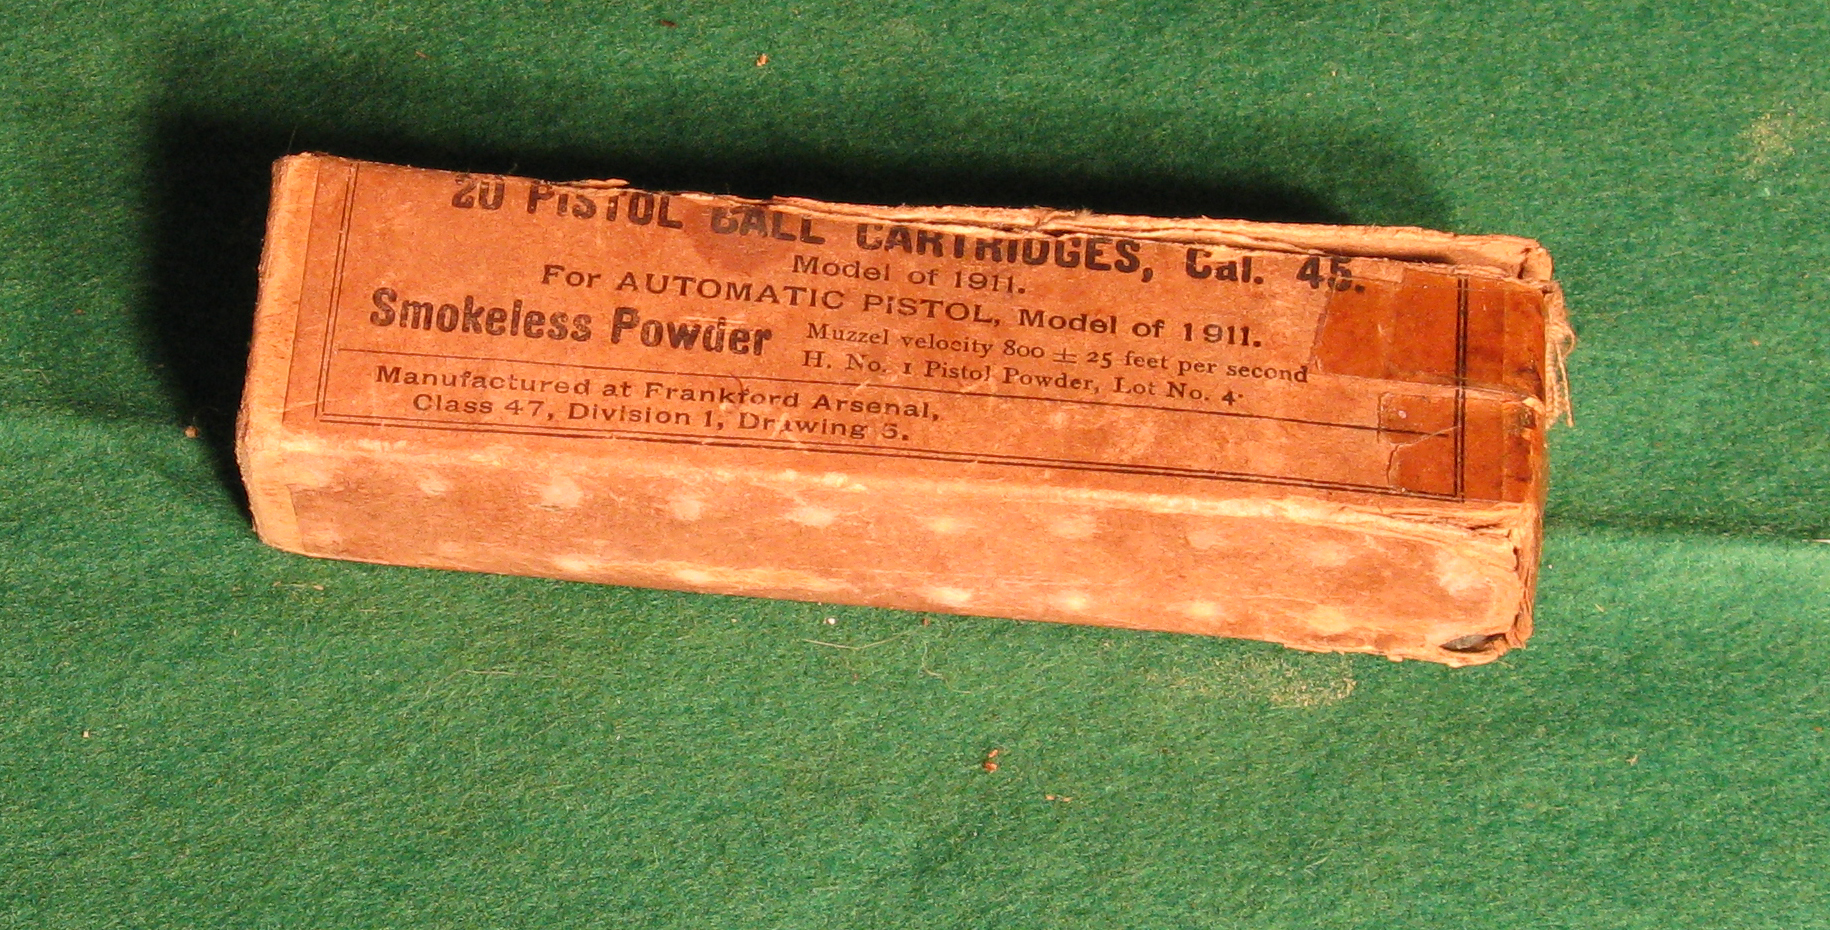 20 PISTOL BALL CARTRIDGES, Cal. 45.
Model of 1911.
For AUTOMATIC PISTOL, Model of 1911.
Smokeless Powder
Muzzel velocity 800 ± 25 feet per second
H. No. 1 Pistol Powder, Lot No. 4.
Manufactured at Frankford Arsenal,
Class 47, Division 1, Drawing 5.